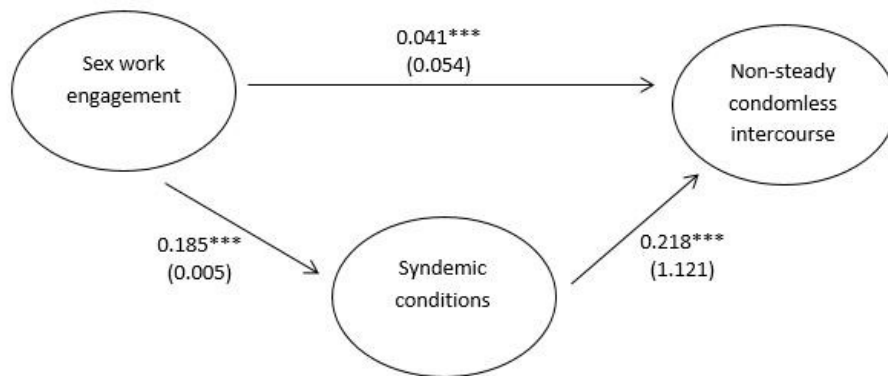 Sex work
engagement
0.041***
(0.054)
Non-steady
condomless
intercourse
0.185***
(0.005)
Syndemic
conditions
0.218***
(1.121)